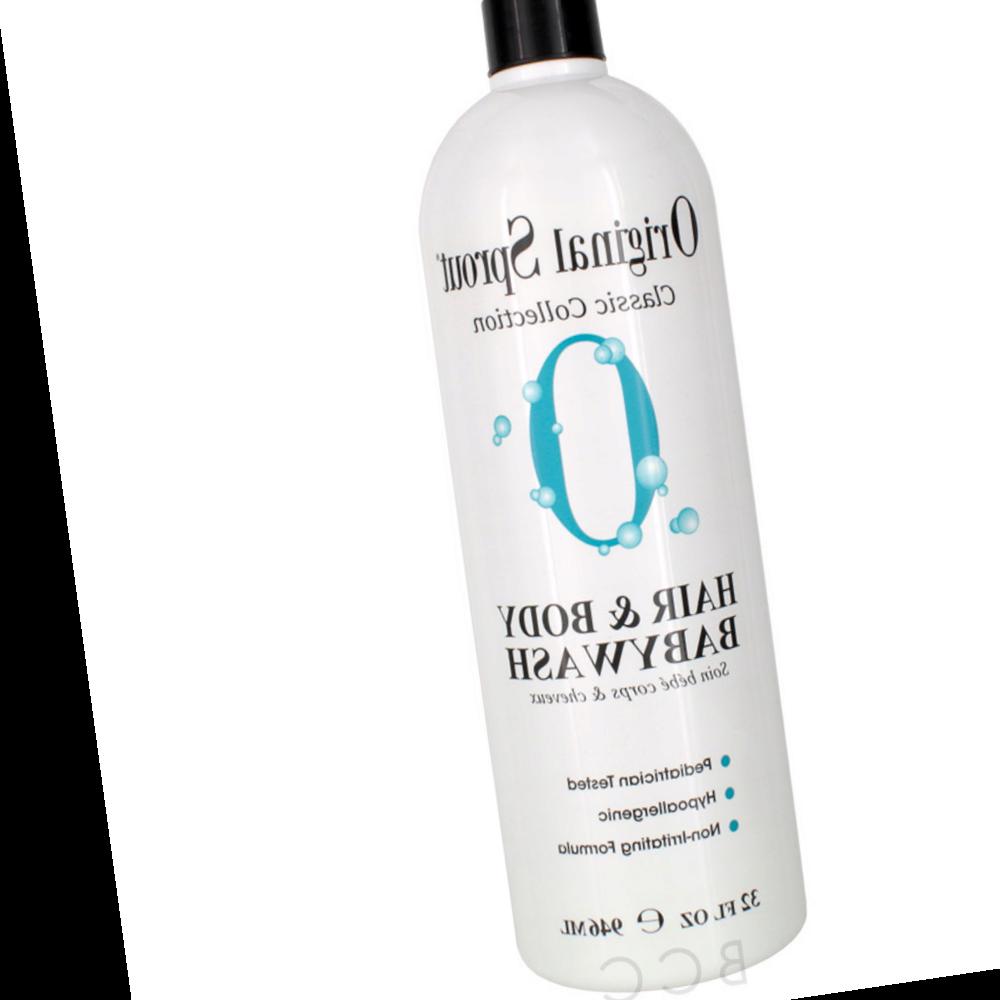 Original Sprout
Classic Collection
HAIR & BODY
BABYWASH
Soin bébé corps & cheveux
• Pediatrician Tested
• Hypoallergenic
• Non-Irritating Formula
32 FL OZ ℮ 946ML
BCC